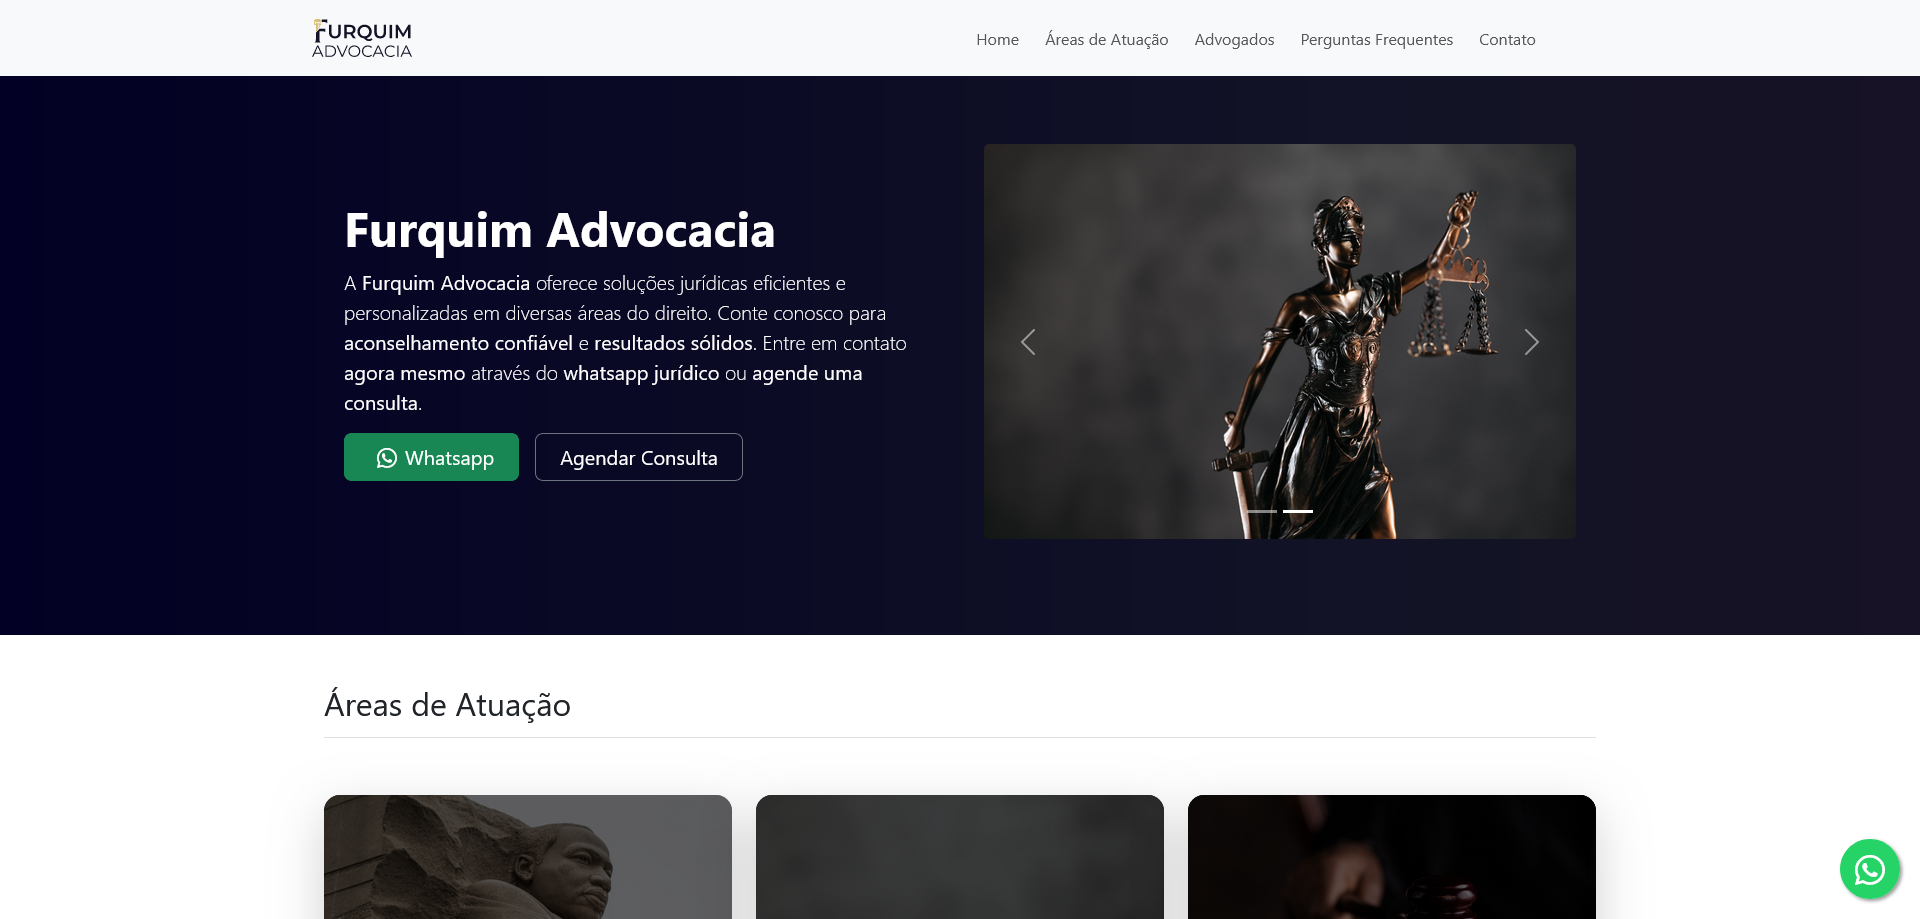 FURQUIM
ADVOCACIA
Home
Áreas de Atuação
Advogados
Perguntas Frequentes
Contato
Furquim Advocacia
A Furquim Advocacia oferece soluções jurídicas eficientes e
personalizadas em diversas áreas do direito. Conte conosco para
aconselhamento confiável e resultados sólidos. Entre em contato
agora mesmo através do whatsapp jurídico ou agende uma
consulta.
Whatsapp
Agendar Consulta
Áreas de Atuação